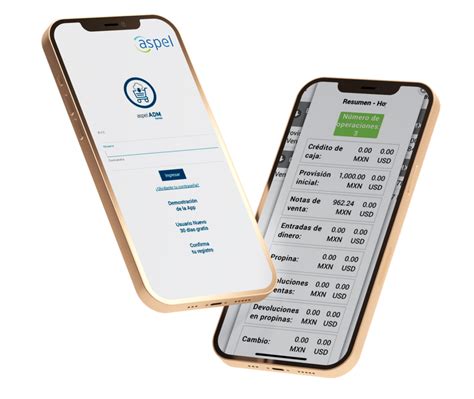 aspel
aspel ADM
Ingresar
¿Olvidaste tu contraseña?
Demostración
de la App
Usuario Nuevo
30 días gratis
Confirma
tu registro
Resumen - Ho
Número de
operaciones
3
Crédito de
caja:
0.00
MXN
0.00
USD
Provisión
inicial:
1,000.00
MXN
0.00
USD
Notas de
venta:
962.24
MXN
0.00
USD
Entradas de
dinero:
0.00
MXN
0.00
USD
Propina:
0.00
MXN
0.00
USD
oluciones
entas:
0.00
MXN
0.00
USD
Devoluciones
en propinas:
0.00
MXN
0.00
USD
Cambio:
0.00
MXN
0.00
USD